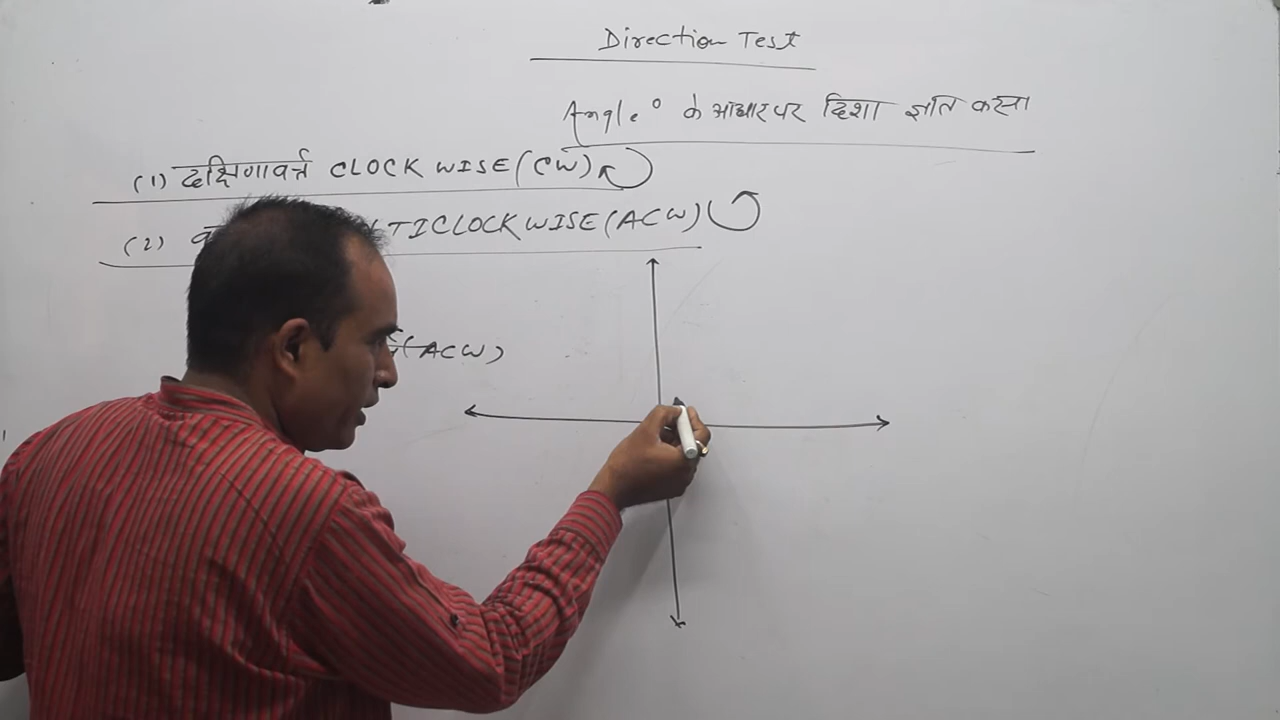 Direction Test
Angle° के आधार पर दिशा ज्ञात करना
(1) दक्षिणावर्त्त CLOCK WISE (CW)
(2) TICLOCK WISE (ACW)
(ACW)